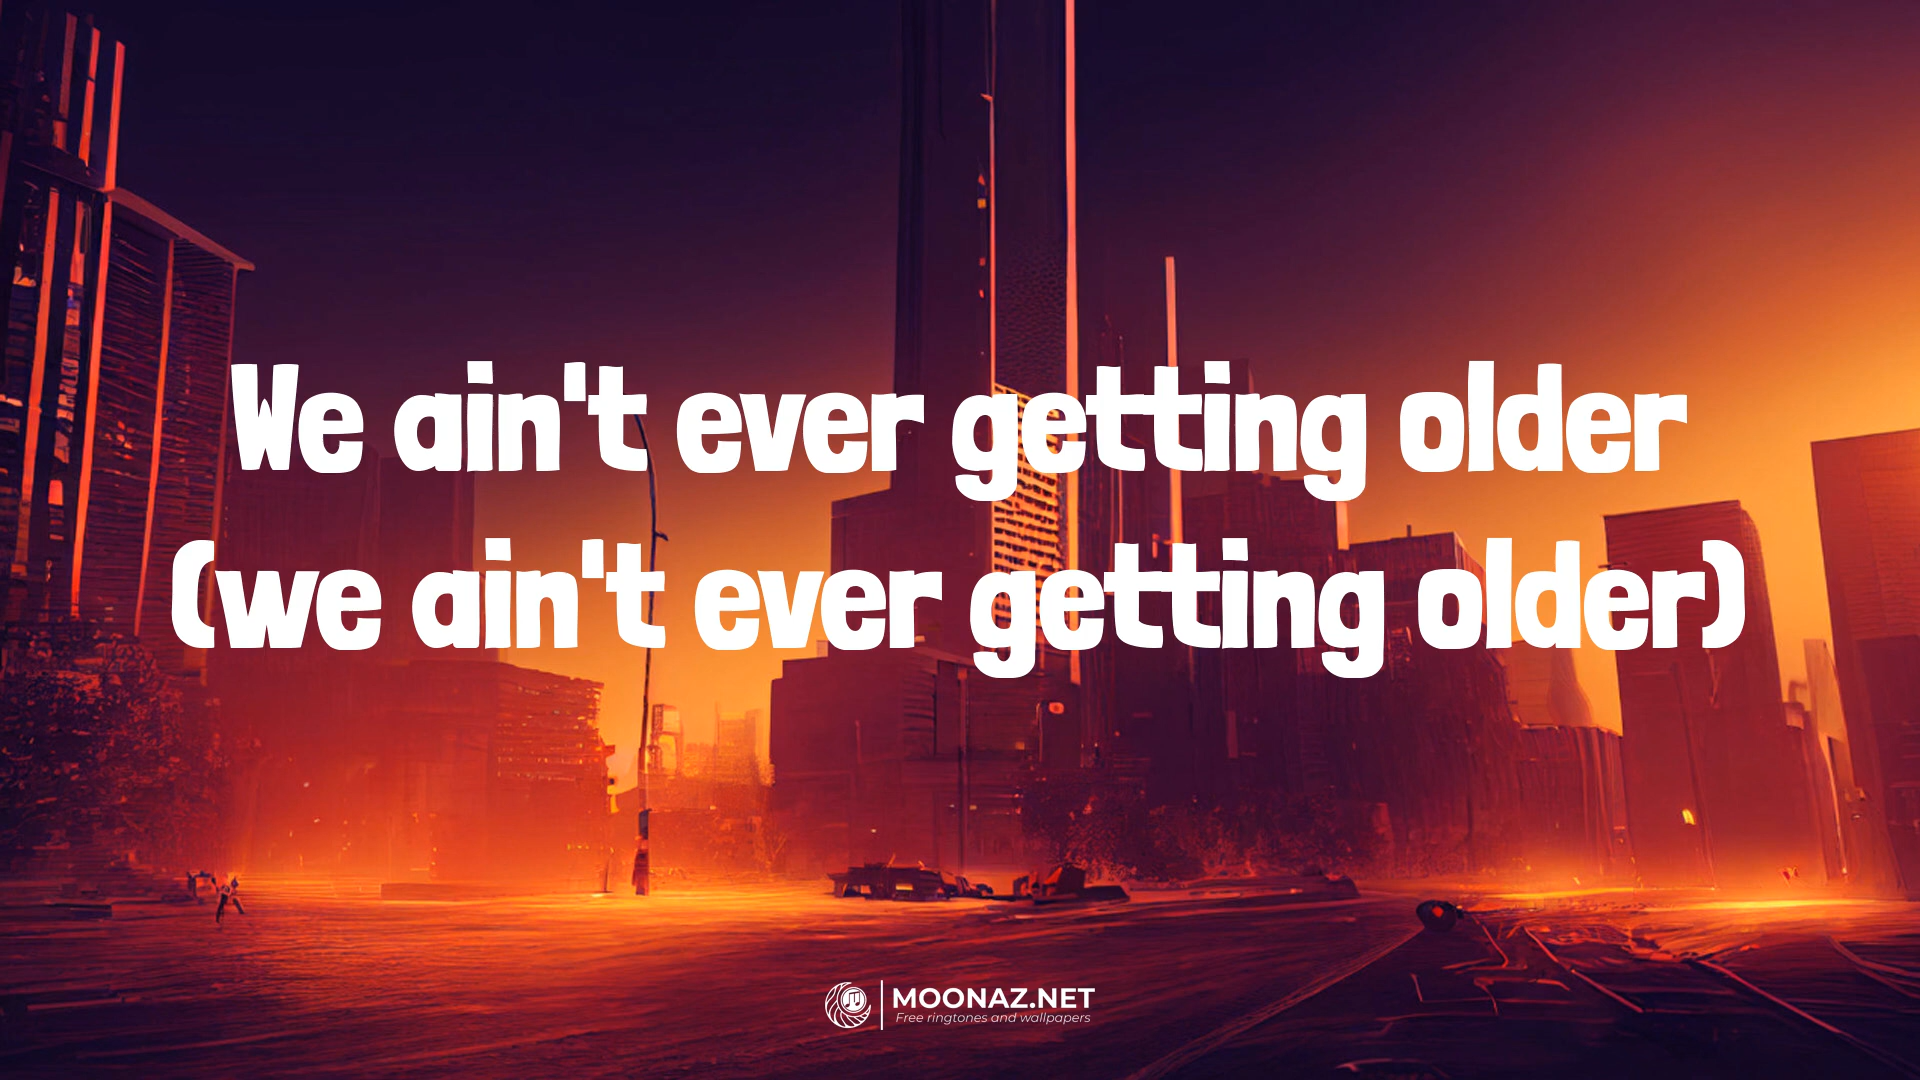 We ain't ever getting older
(we ain't ever getting older)
MOONAZ.NET
Free ringtones and wallpapers